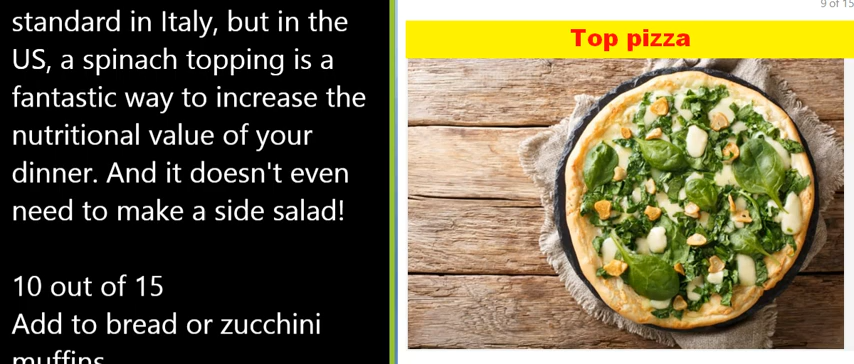 standard in Italy, but in the
US, a spinach topping is a
fantastic way to increase the
nutritional value of your
dinner. And it doesn't even
need to make a side salad!
10 out of 15
Add to bread or zucchini
muffins
9 of 15
Top pizza